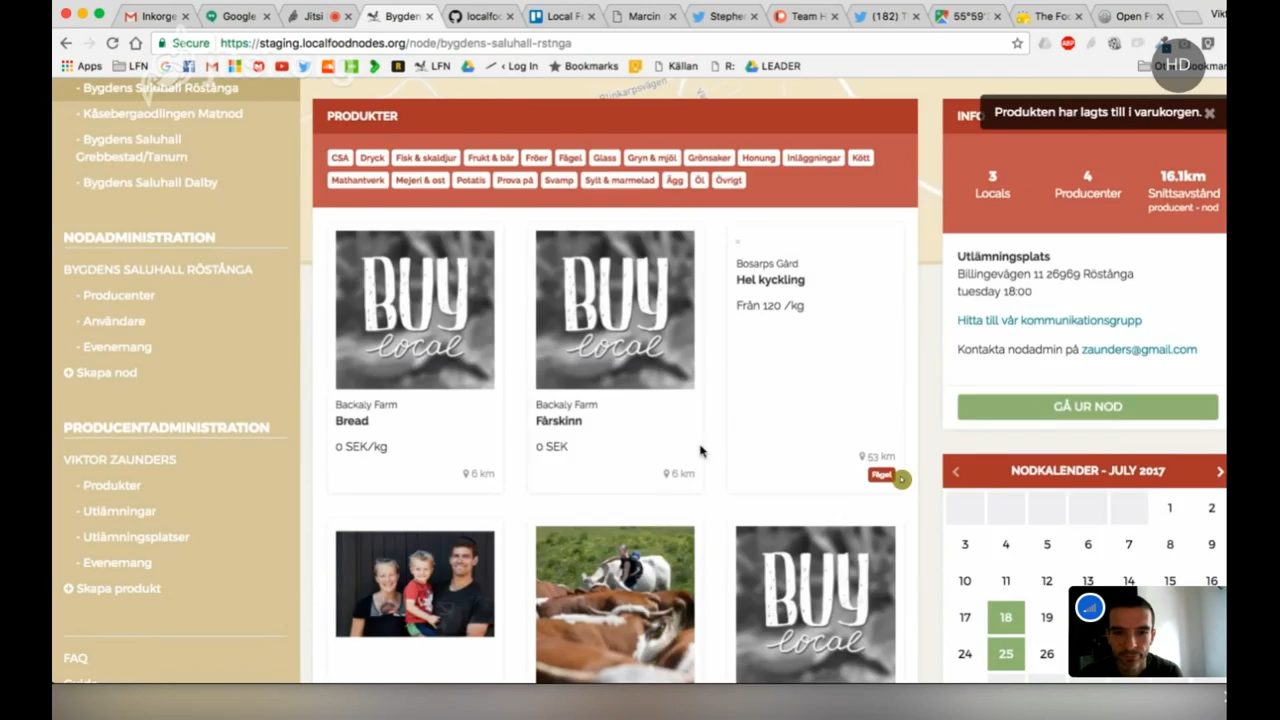 Inkorge
Google
Jitsi
Bygden
localfoo
Local F
Marcin
Stephe
Team H
(182) T
55°59'
The Fo
Open F
Vikt
Secure
https://staging.localfoodnodes.org/node/bygdens-saluhall-rstnga
Apps
LFN
LFN
Log In
Bookmarks
Källan
R:
LEADER
HD
Bygdens Saluhall Röstånga
- Kåsebergaodlingen Matnod
- Bygdens Saluhall
Grebbestad/Tanum
- Bygdens Saluhall Dalby
NODADMINISTRATION
BYGDENS SALUHALL RÖSTÅNGA
- Producenter
- Användare
- Evenemang
Skapa nod
PRODUCENTADMINISTRATION
VIKTOR ZAUNDERS
- Produkter
- Utlämningar
- Utlämningsplatser
- Evenemang
Skapa produkt
FAQ
PRODUKTER
CSA Dryck Fisk & skaldjur Frukt & bär Fröer Fågel Glass Gryn & mjöl Grönsaker Honung Inläggningar Kött
Mathantverk Mejeri & ost Potatis Prova på Svamp Sylt & marmelad Ägg Öl Övrigt
BUY
local
Backaly Farm
Bread
0 SEK/kg
6 km
BUY
local
Backaly Farm
Fårskinn
0 SEK
6 km
Bosarps Gård
Hel kyckling
Från 120 /kg
53 km
Fågel
BUY
local
Produkten har lagts till i varukorgen.
INFO
3
Locals
4
Producenter
16.1km
Snittsavstånd
producent - nod
Utlämningsplats
Billingevägen 11 26969 Röstånga
tuesday 18:00
Hitta till vår kommunikationsgrupp
Kontakta nodadmin på zaunders@gmail.com
GÅ UR NOD
NODKALENDER - JULY 2017
1 2
3 4 5 6 7 8 9
10 11 12 13 14 15 16
17 18 19
24 25 26